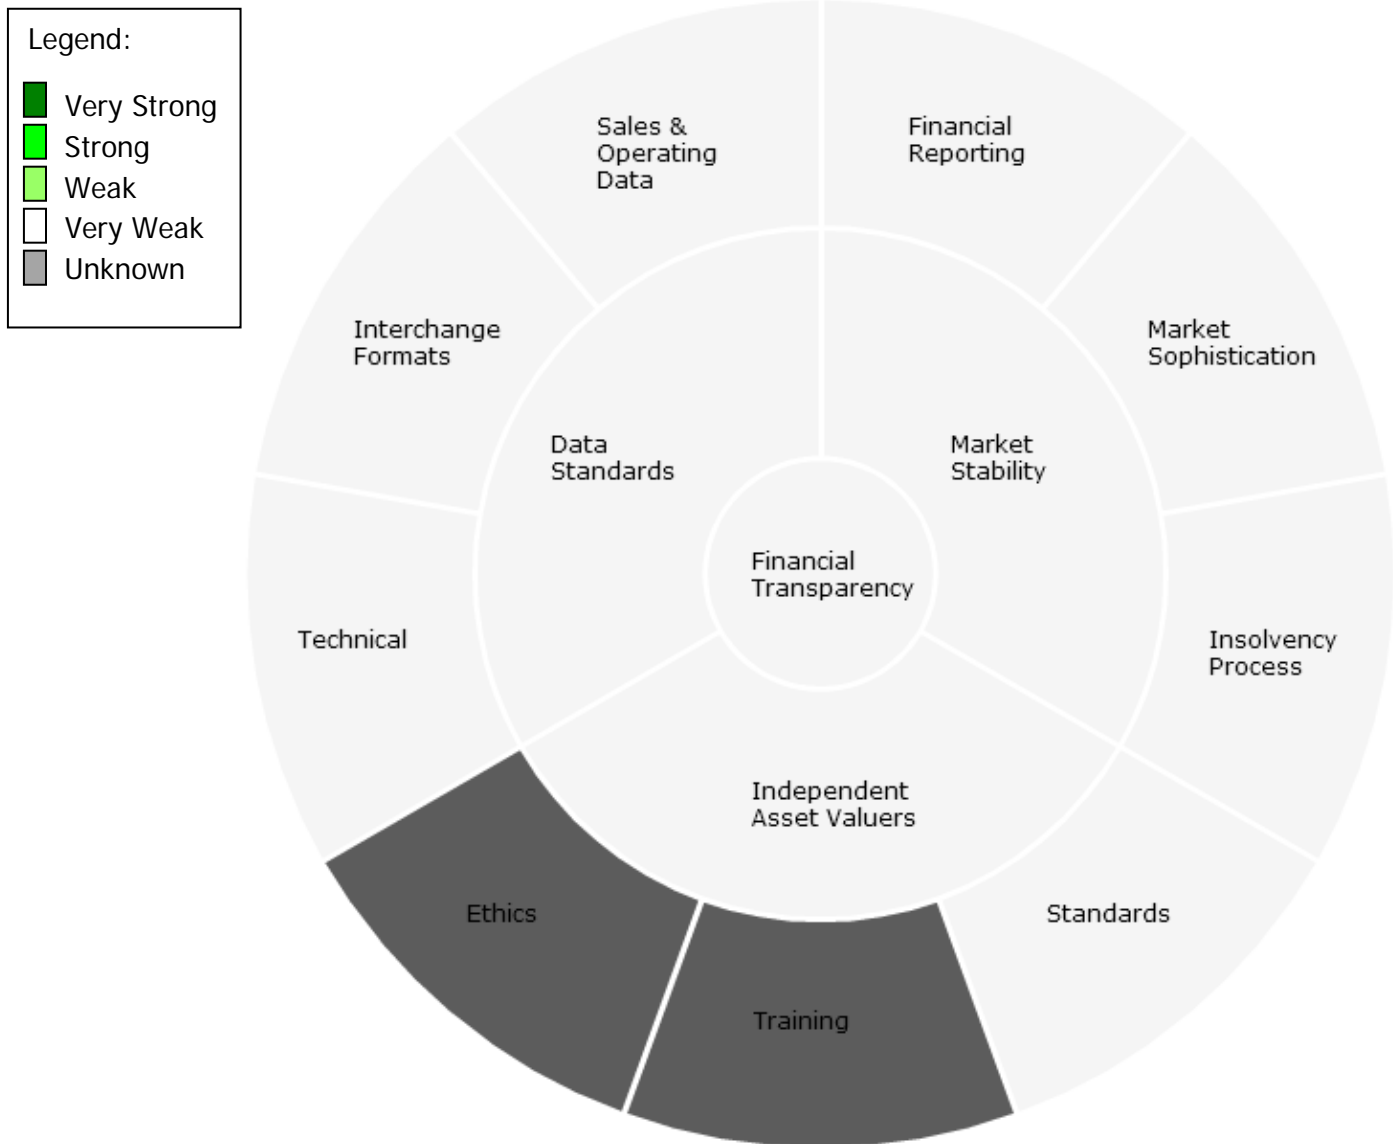 Legend:
Very Strong
Strong
Weak
Very Weak
Unknown
Sales &
Operating
Data
Financial
Reporting
Interchange
Formats
Market
Sophistication
Data
Standards
Market
Stability
Financial
Transparency
Technical
Insolvency
Process
Independent
Asset Valuers
Ethics
Standards
Training